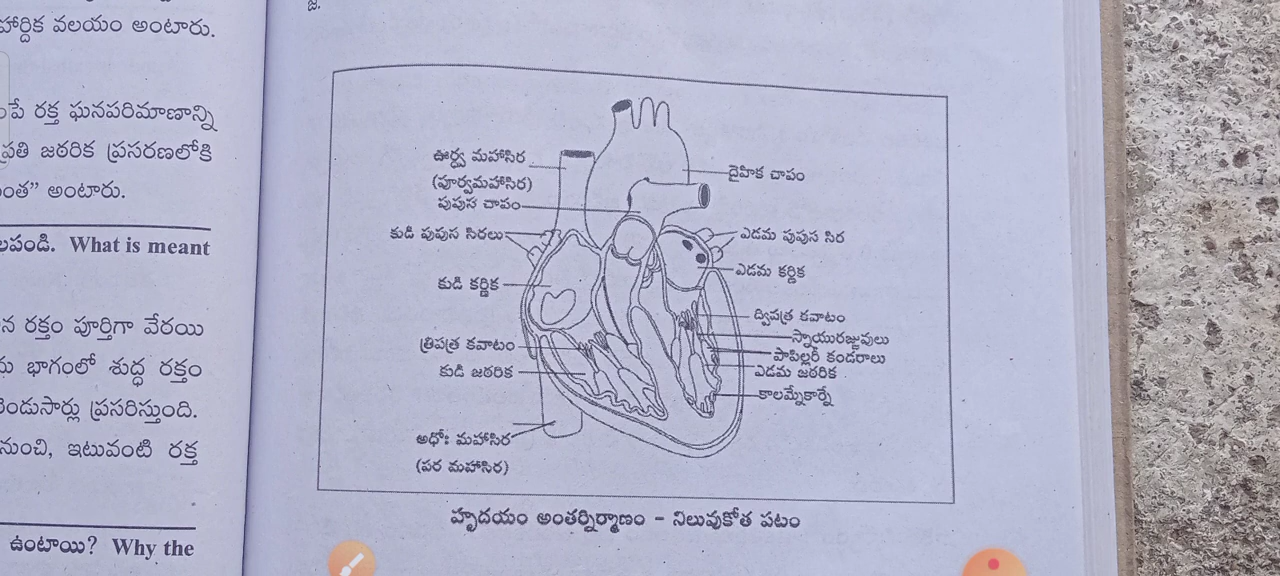 హార్దిక వలయం అంటారు.
రక్త ఘనపరిమాణాన్ని
ప్రతి జఠరిక ప్రసరణలోకి
అంటారు.
What is meant
రక్తం పూర్తిగా వేరయి
భాగంలో శుద్ధ రక్తం
ప్రసరిస్తుంది.
నుంచి, ఇటువంటి రక్త
ఉంటాయి? Why the
జ.
ఊర్ధ్వ మహాసిర
(పూర్వమహాసిర)
పుపుస చాపం
కుడి పుపుస సిరలు
కుడి కర్ణిక
త్రిపత్ర కవాటం
కుడి జఠరిక
అధోః మహాసిర
(పర మహాసిర)
దైహిక చాపం
ఎడమ పుపుస సిర
ఎడమ కర్ణిక
ద్విపత్ర కవాటం
స్నాయురజ్జువులు
పాపిల్లరీ కండరాలు
ఎడమ జఠరిక
కాలమ్నేకార్నే
హృదయం అంతర్నిర్మాణం - నిలువుకోత పటం